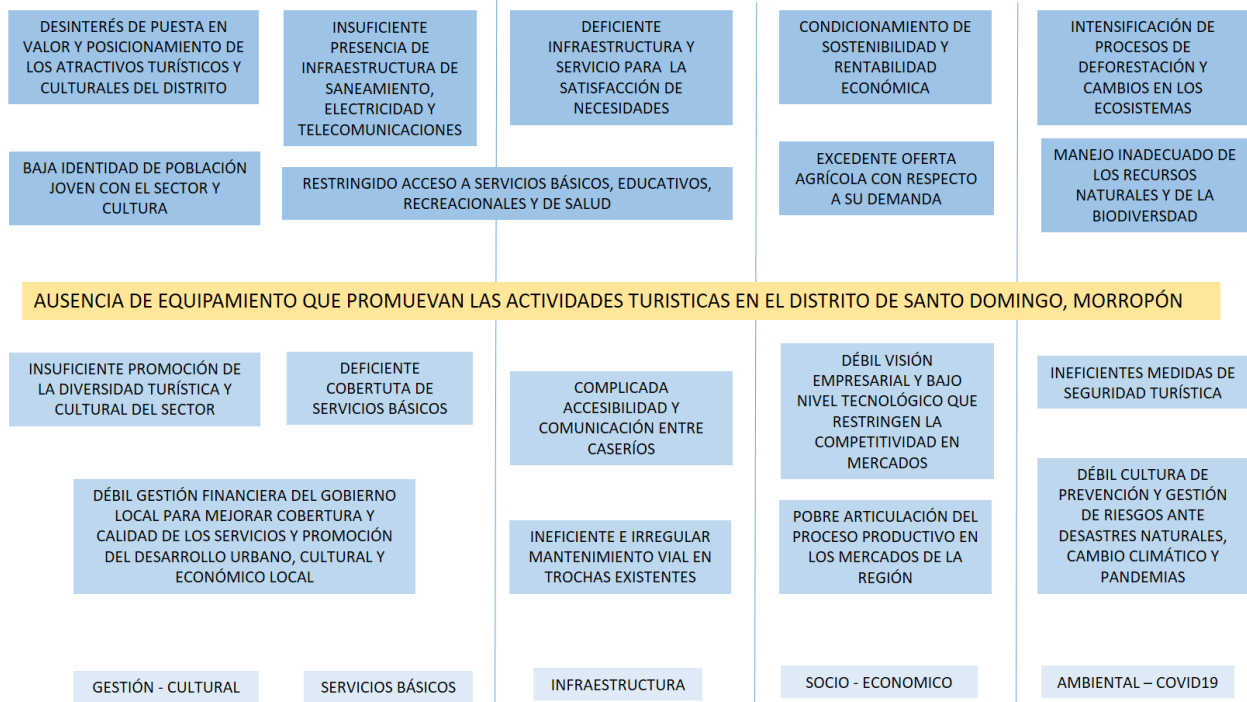 DESINTERÉS DE PUESTA EN
VALOR Y POSICIONAMIENTO DE
LOS ATRACTIVOS TURÍSTICOS Y
CULTURALES DEL DISTRITO
INSUFICIENTE
PRESENCIA DE
INFRAESTRUCTURA DE
SANEAMIENTO,
ELECTRICIDAD Y
TELECOMUNICACIONES
DEFICIENTE
INFRAESTRUCTURA Y
SERVICIO PARA LA
SATISFACCIÓN DE
NECESIDADES
CONDICIONAMIENTO DE
SOSTENIBILIDAD Y
RENTABILIDAD
ECONÓMICA
INTENSIFICACIÓN DE
PROCESOS DE
DEFORESTACIÓN Y
CAMBIOS EN LOS
ECOSISTEMAS
BAJA IDENTIDAD DE POBLACIÓN
JOVEN CON EL SECTOR Y
CULTURA
RESTRINGIDO ACCESO A SERVICIOS BÁSICOS, EDUCATIVOS,
RECREACIONALES Y DE SALUD
EXCEDENTE OFERTA
AGRÍCOLA CON RESPECTO
A SU DEMANDA
MANEJO INADECUADO DE
LOS RECURSOS
NATURALES Y DE LA
BIODIVERSDAD
AUSENCIA DE EQUIPAMIENTO QUE PROMUEVAN LAS ACTIVIDADES TURISTICAS EN EL DISTRITO DE SANTO DOMINGO, MORROPÓN
INSUFICIENTE PROMOCIÓN DE
LA DIVERSIDAD TURÍSTICA Y
CULTURAL DEL SECTOR
DEFICIENTE
COBERTUTA DE
SERVICIOS BÁSICOS
COMPLICADA
ACCESIBILIDAD Y
COMUNICACIÓN ENTRE
CASERÍOS
DÉBIL VISIÓN
EMPRESARIAL Y BAJO
NIVEL TECNOLÓGICO QUE
RESTRINGEN LA
COMPETITIVIDAD EN
MERCADOS
INEFICIENTES MEDIDAS DE
SEGURIDAD TURÍSTICA
DÉBIL GESTIÓN FINANCIERA DEL GOBIERNO
LOCAL PARA MEJORAR COBERTURA Y
CALIDAD DE LOS SERVICIOS Y PROMOCIÓN
DEL DESARROLLO URBANO, CULTURAL Y
ECONÓMICO LOCAL
INEFICIENTE E IRREGULAR
MANTENIMIENTO VIAL EN
TROCHAS EXISTENTES
POBRE ARTICULACIÓN DEL
PROCESO PRODUCTIVO EN
LOS MERCADOS DE LA
REGIÓN
DÉBIL CULTURA DE
PREVENCIÓN Y GESTIÓN
DE RIESGOS ANTE
DESASTRES NATURALES,
CAMBIO CLIMÁTICO Y
PANDEMIAS
GESTIÓN - CULTURAL
SERVICIOS BÁSICOS
INFRAESTRUCTURA
SOCIO - ECONOMICO
AMBIENTAL – COVID19